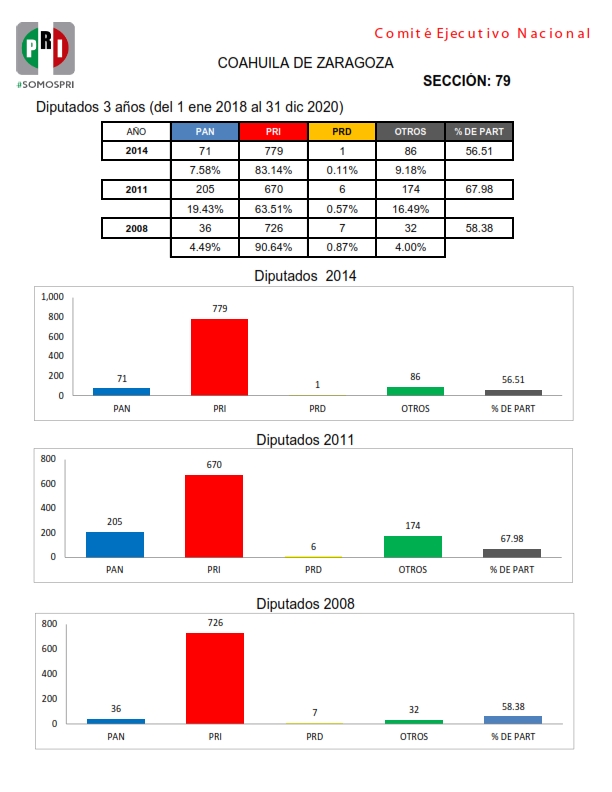 Comité Ejecutivo Nacional
PRI
#SOMOSPRI
COAHUILA DE ZARAGOZA
SECCIÓN: 79
Diputados 3 años (del 1 ene 2018 al 31 dic 2020)
AÑO PAN PRI PRD OTROS % DE PART
2014 71 779 1 86 56.51
7.58% 83.14% 0.11% 9.18%
2011 205 670 6 174 67.98
19.43% 63.51% 0.57% 16.49%
2008 36 726 7 32 58.38
4.49% 90.64% 0.87% 4.00%
Diputados 2014
1,000
800
600
400
200
0
71 779 1 86 56.51
PAN PRI PRD OTROS % DE PART
Diputados 2011
800
600
400
200
0
205 670 6 174 67.98
PAN PRI PRD OTROS % DE PART
Diputados 2008
800
600
400
200
0
36 726 7 32 58.38
PAN PRI PRD OTROS % DE PART